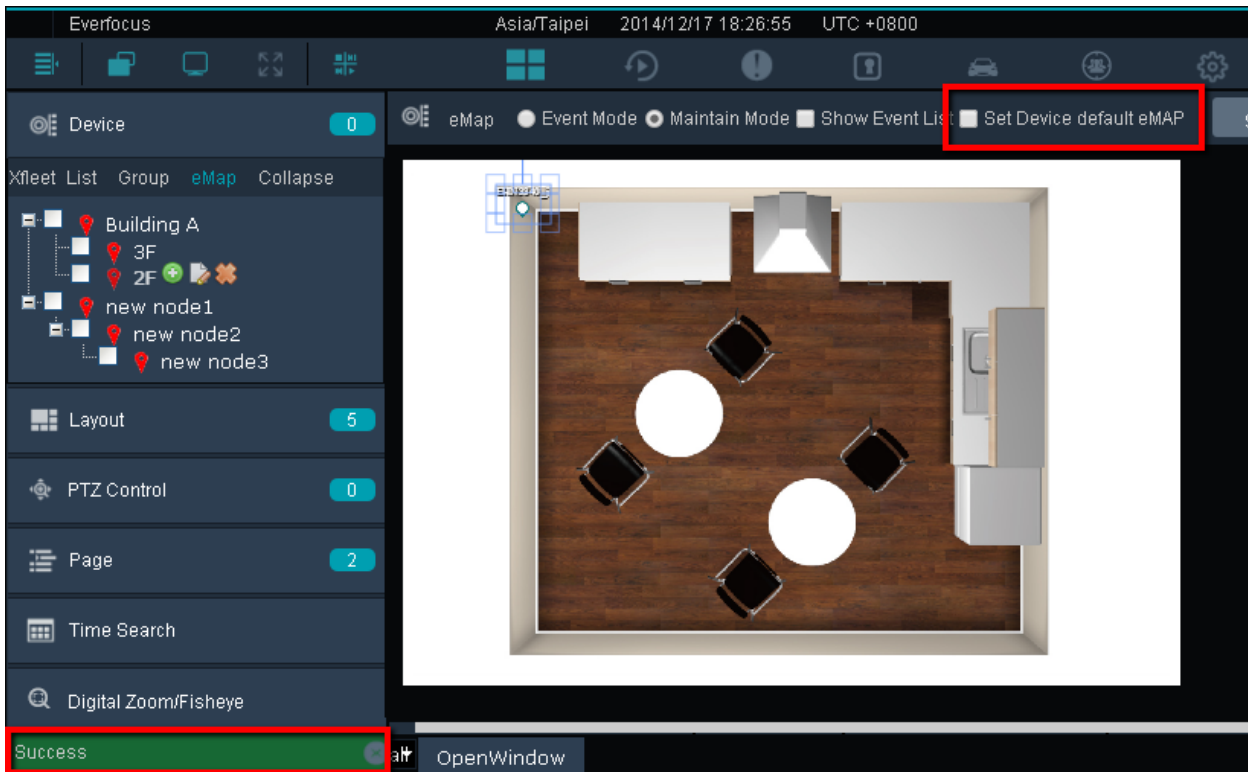 Everfocus Asia/Taipei 2014/12/17 18:26:55 UTC +0800
Device 0
eMap Event Mode Maintain Mode Show Event List Set Device default eMAP
Xfleet List Group eMap Collapse
Building A
3F
2F
new node1
new node2
new node3
Layout 5
PTZ Control 0
Page 2
Time Search
Digital Zoom/Fisheye
Success
OpenWindow